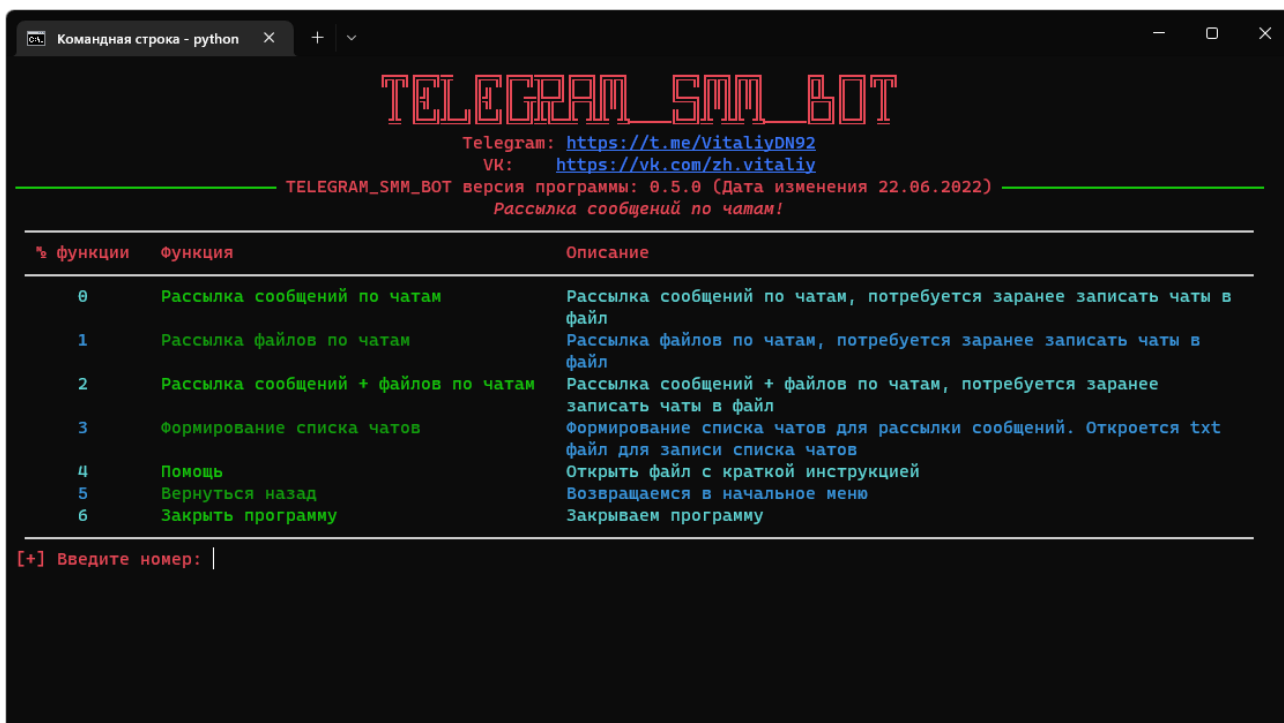 Командная строка - python
TELEGRAM_SMM_BOT
Telegram: https://t.me/VitaliyDN92
VK: https://vk.com/zh.vitaliy
TELEGRAM_SMM_BOT версия программы: 0.5.0 (Дата изменения 22.06.2022)
Рассылка сообщений по чатам!
№ функции Функция Описание
0 Рассылка сообщений по чатам Рассылка сообщений по чатам, потребуется заранее записать чаты в
файл
1 Рассылка файлов по чатам Рассылка файлов по чатам, потребуется заранее записать чаты в
файл
2 Рассылка сообщений + файлов по чатам Рассылка сообщений + файлов по чатам, потребуется заранее
записать чаты в файл
3 Формирование списка чатов Формирование списка чатов для рассылки сообщений. Откроется txt
файл для записи списка чатов
4 Помощь Открыть файл с краткой инструкцией
5 Вернуться назад Возвращаемся в начальное меню
6 Закрыть программу Закрываем программу
[+] Введите номер: